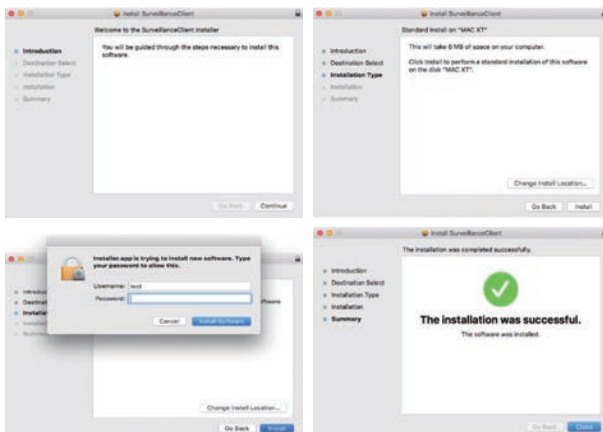 Install SurveillanceClient
Welcome to the SurveillanceClient Installer
Introduction
Destination Select
Installation Type
Installation
Summary
You will be guided through the steps necessary to install this
software.
Go Back
Continue
Install SurveillanceClient
Standard Install on "MAC XT"
Introduction
Destination Select
Installation Type
Installation
Summary
This will take 6 MB of space on your computer.
Click Install to perform a standard installation of this software
on the disk "MAC XT".
Change Install Location...
Go Back
Install
Installer.app is trying to install new software. Type
your password to allow this.
Username: test
Password:
Cancel
Install Software
Change Install Location...
Go Back
Install
Install SurveillanceClient
The installation was completed successfully.
Introduction
Destination Select
Installation Type
Installation
Summary
The installation was successful.
The software was installed.
Go Back
Close